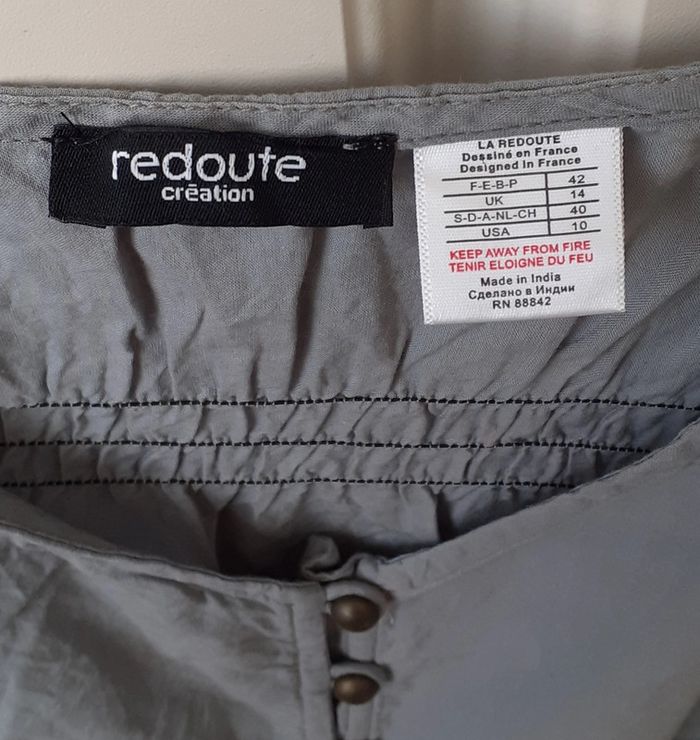 redoute
création
LA REDOUTE
Dessiné en France
Designed in France
F-E-B-P 42
UK 14
S-D-A-NL-CH 40
USA 10
KEEP AWAY FROM FIRE
TENIR ELOIGNE DU FEU
Made in India
Сделано в Индии
RN 88842